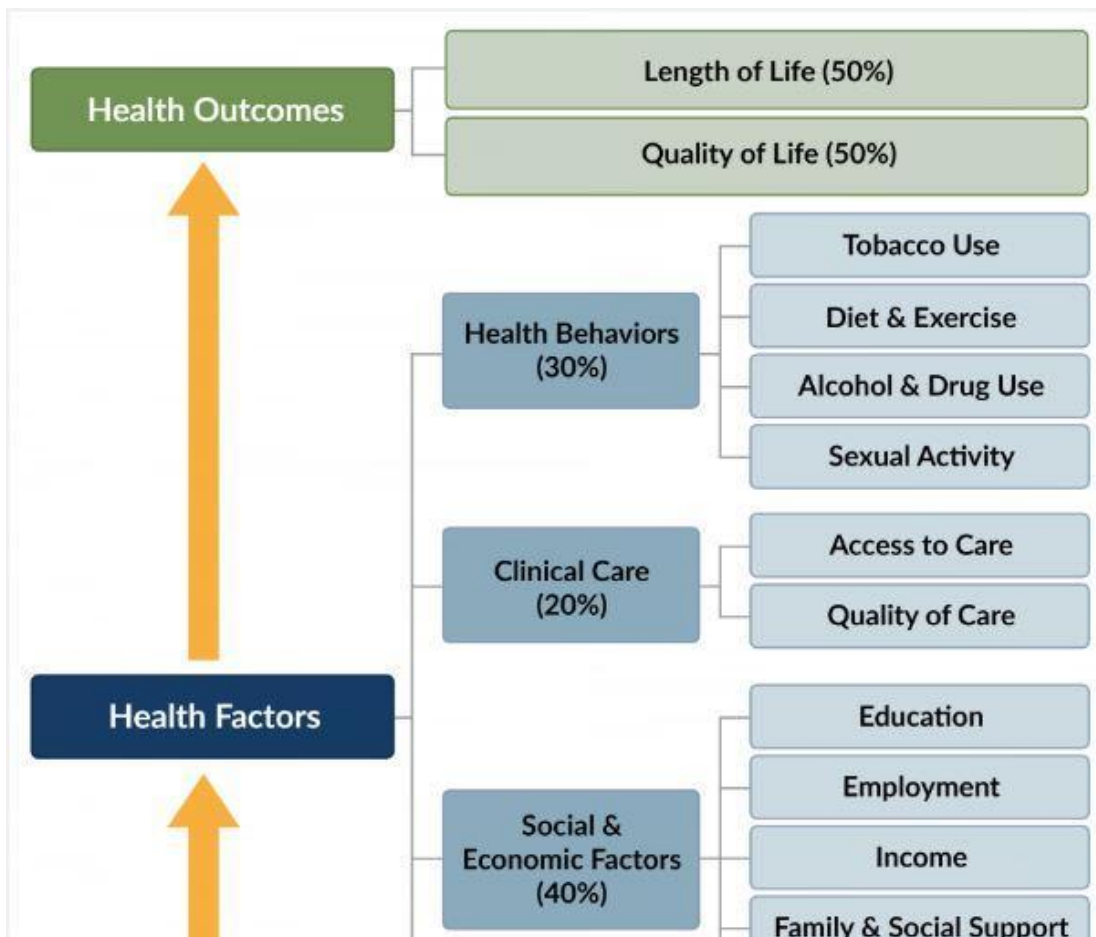 Health Outcomes
Length of Life (50%)
Quality of Life (50%)
Health Factors
Health Behaviors
(30%)
Tobacco Use
Diet & Exercise
Alcohol & Drug Use
Sexual Activity
Clinical Care
(20%)
Access to Care
Quality of Care
Social &
Economic Factors
(40%)
Education
Employment
Income
Family & Social Support